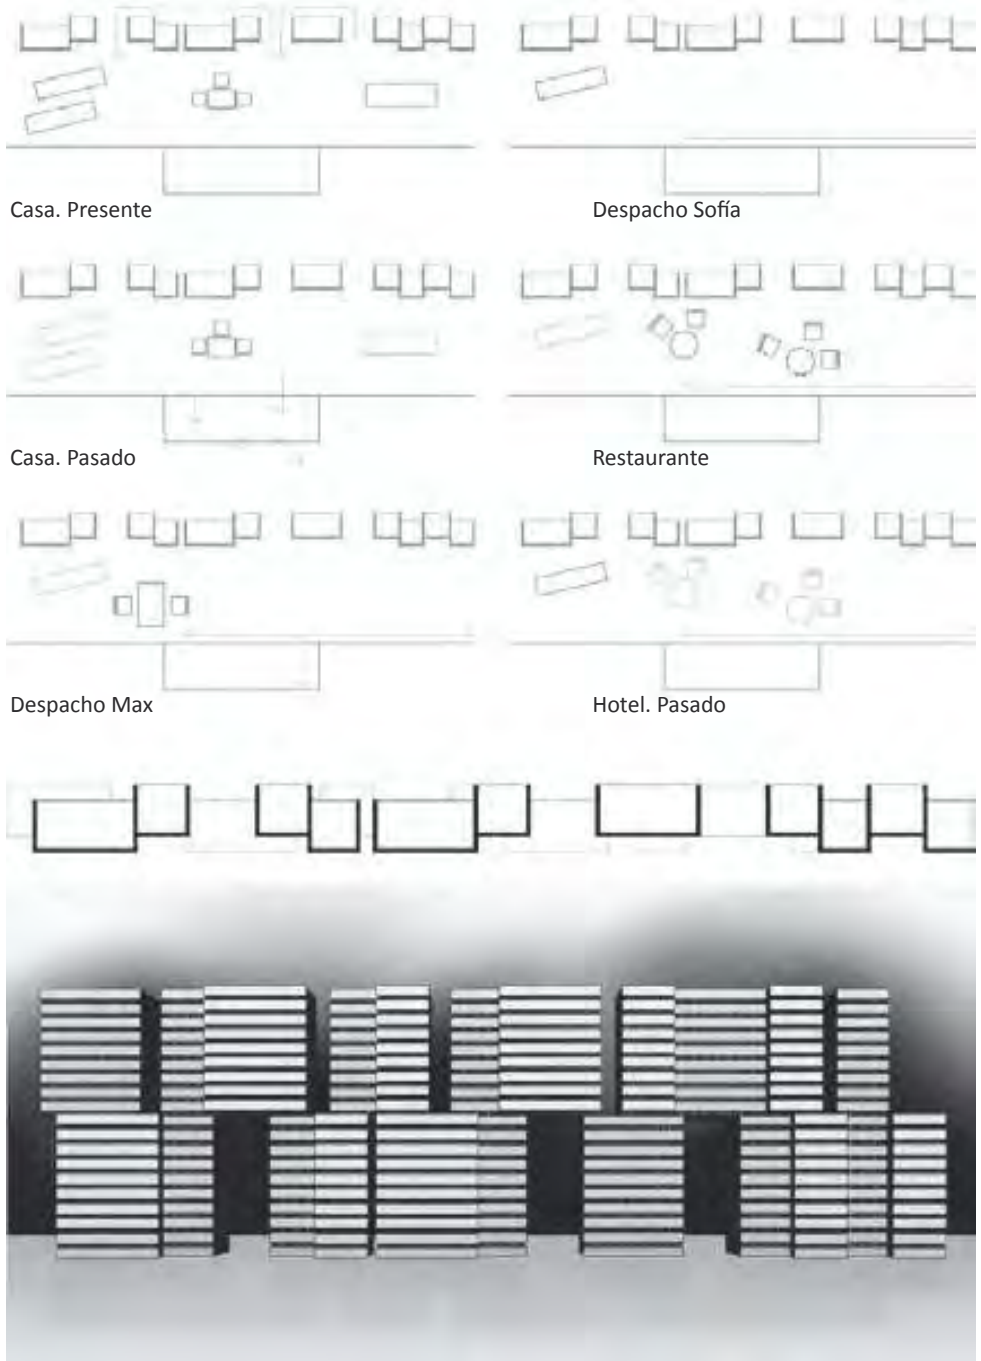 Casa. Presente
Despacho Sofía
Casa. Pasado
Restaurante
Despacho Max
Hotel. Pasado